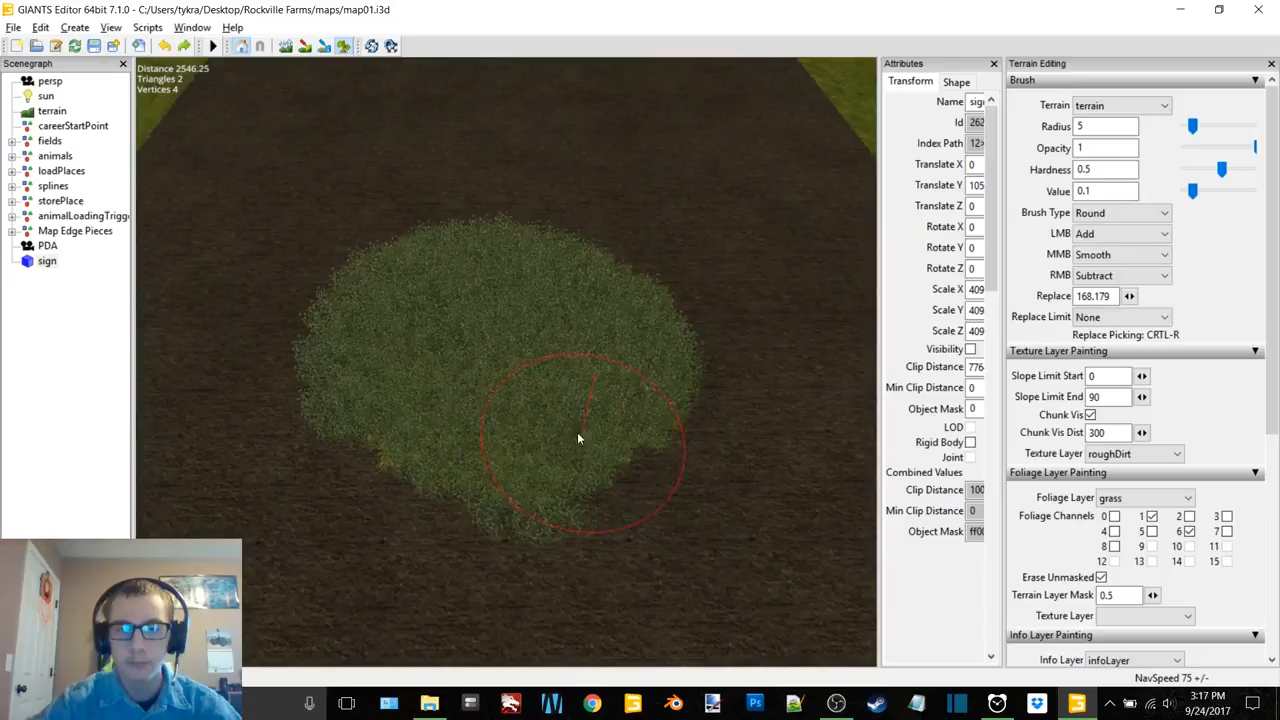 GIANTS Editor 64bit 7.1.0 - C:/Users/tykra/Desktop/Rockville Farms/maps/map01.i3d
File Edit Create View Scripts Window Help
Scenegraph
persp
sun
terrain
careerStartPoint
fields
animals
loadPlaces
splines
storePlace
animalLoadingTrigg
Map Edge Pieces
PDA
sign
Distance 2546.25
Triangles 2
Vertices 4
Attributes
Transform Shape
Name sig
Id 262
Index Path 12>
Translate X 0
Translate Y 105
Translate Z 0
Rotate X 0
Rotate Y 0
Rotate Z 0
Scale X 409
Scale Y 409
Scale Z 409
Visibility
Clip Distance 776
Min Clip Distance 0
Object Mask 0
LOD
Rigid Body
Joint
Combined Values
Clip Distance 100
Min Clip Distance 0
Object Mask ff0
Terrain Editing
Brush
Terrain terrain
Radius 5
Opacity 1
Hardness 0.5
Value 0.1
Brush Type Round
LMB Add
MMB Smooth
RMB Subtract
Replace 168.179
Replace Limit None
Replace Picking: CRTL-R
Texture Layer Painting
Slope Limit Start 0
Slope Limit End 90
Chunk Vis
Chunk Vis Dist 300
Texture Layer roughDirt
Foliage Layer Painting
Foliage Layer grass
Foliage Channels 0 1 2 3
4 5 6 7
8 9 10 11
12 13 14 15
Erase Unmasked
Terrain Layer Mask 0.5
Texture Layer
Info Layer Painting
Info Layer infoLayer
NavSpeed 75 +/-
3:17 PM
9/24/2017